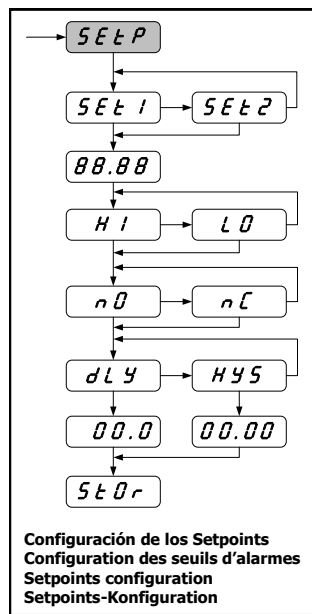 SEtP
SEt1 SEt2
88.88
HI LO
nO nC
dLY HYS
00.0 00.00
StOr
Configuración de los Setpoints
Configuration des seuils d'alarmes
Setpoints configuration
Setpoints-Konfiguration